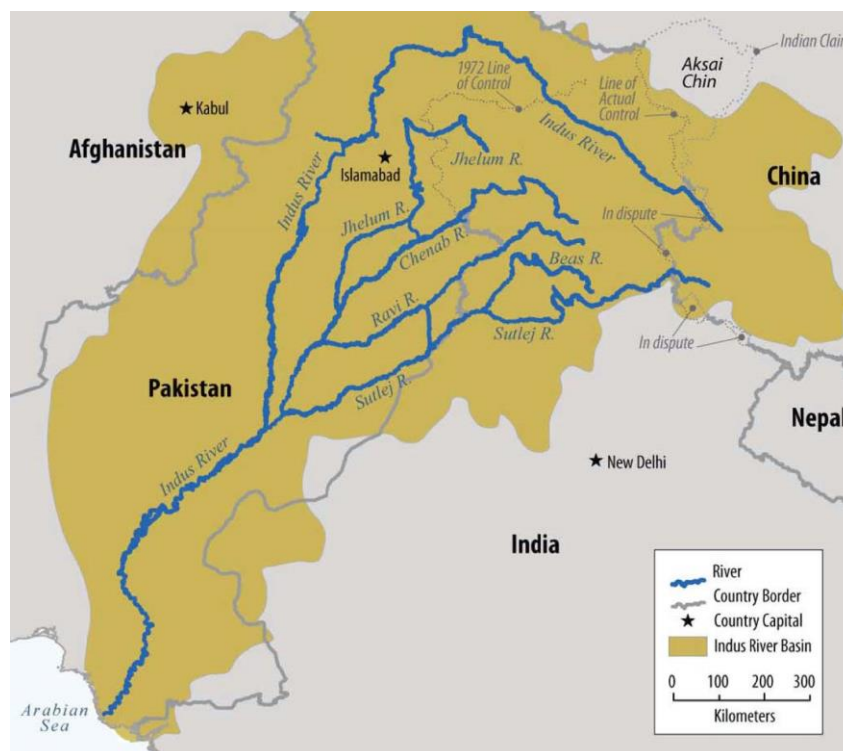 Aksai
Chin
Indian Clai
1972 Line
of Control
Line of
Actual
Control
Kabul
Afghanistan
Islamabad
Indus River
Indus River
Jhelum R.
China
Jhelum R.
In dispute
Chenab R.
Beas R.
Ravi R.
Sutlej R.
In dispute
Pakistan
Sutlej R.
Nepal
Indus River
New Delhi
India
River
Country Border
Country Capital
Indus River Basin
0 100 200 300
Kilometers
Arabian
Sea